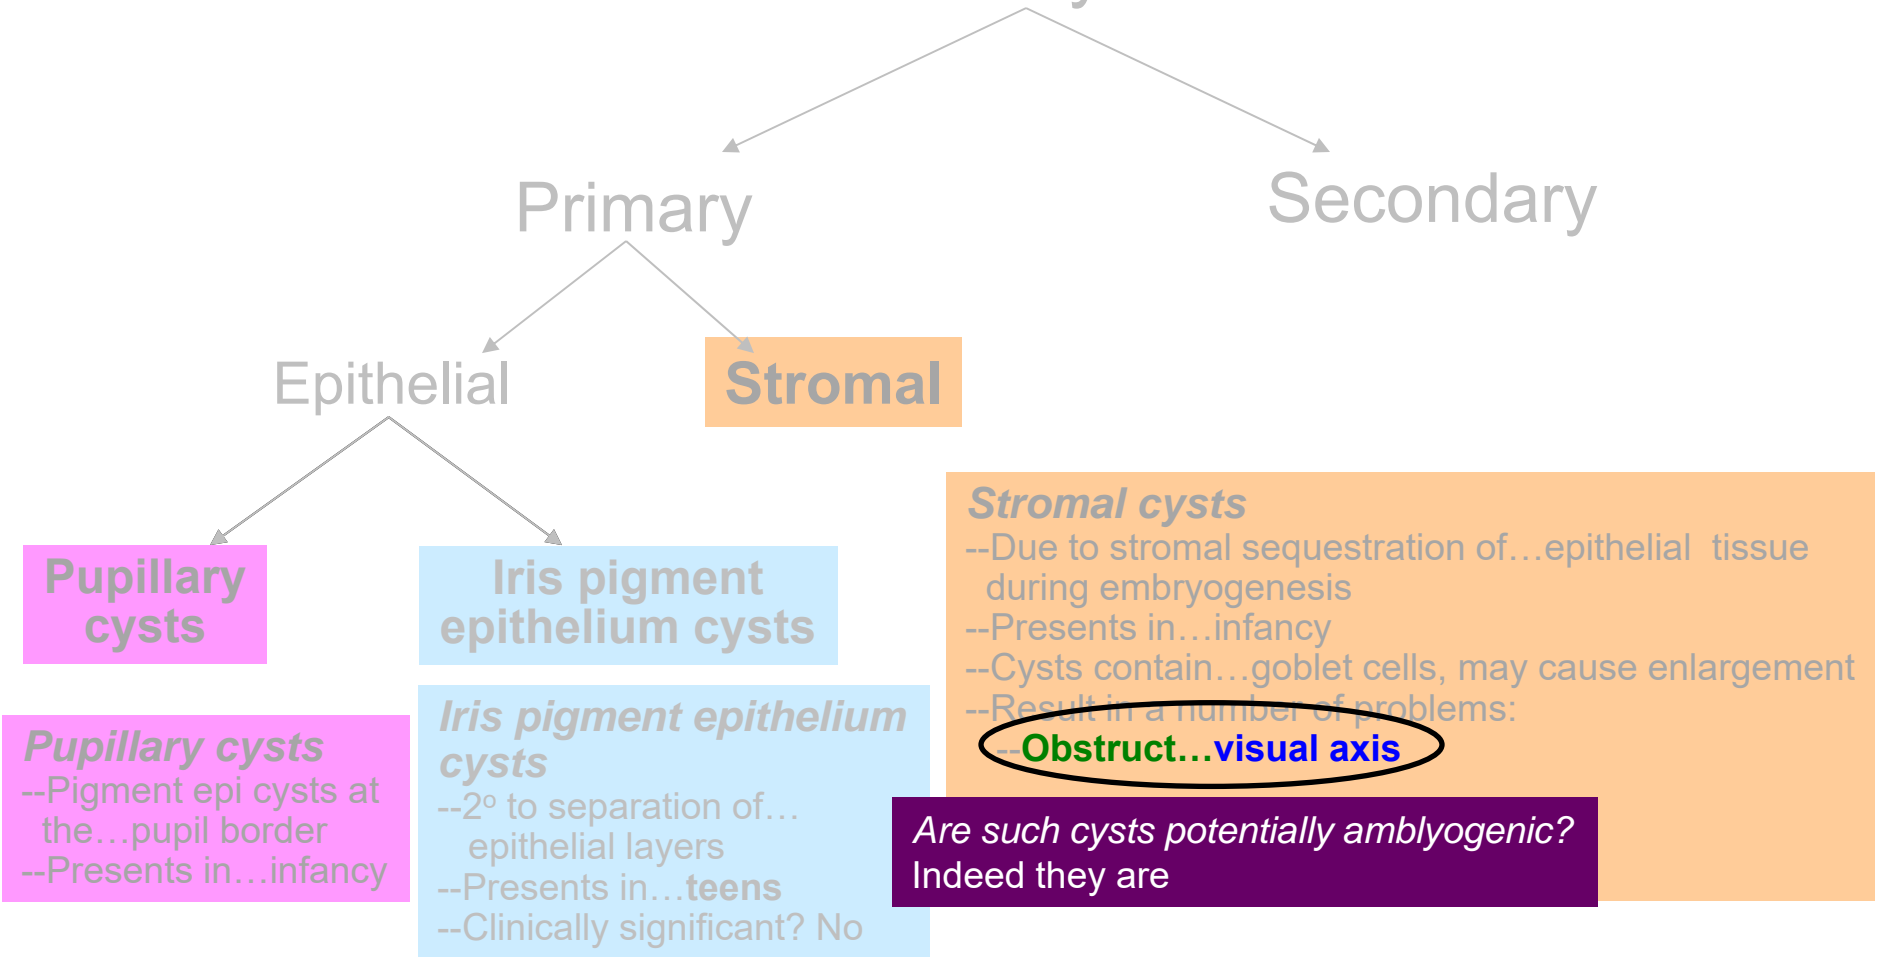 Primary
Secondary
Epithelial
Stromal
Pupillary
cysts
Iris pigment
epithelium cysts
Stromal cysts
--Due to stromal sequestration of…epithelial tissue
during embryogenesis
--Presents in…infancy
--Cysts contain…goblet cells, may cause enlargement
--Result in a number of problems:
--Obstruct…visual axis
Pupillary cysts
--Pigment epi cysts at
the…pupil border
--Presents in…infancy
Iris pigment epithelium
cysts
--2º to separation of…
epithelial layers
--Presents in…teens
--Clinically significant? No
Are such cysts potentially amblyogenic?
Indeed they are